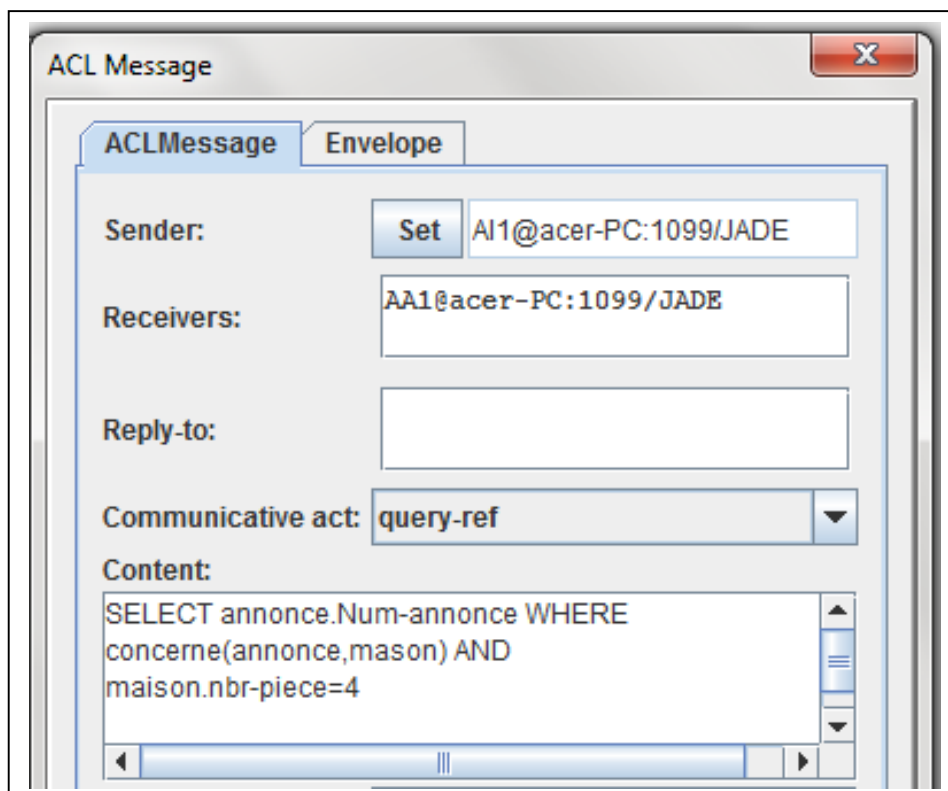 ACL Message
ACLMessage Envelope
Sender: Set AI1@acer-PC:1099/JADE
Receivers: AA1@acer-PC:1099/JADE
Reply-to:
Communicative act: query-ref
Content:
SELECT annonce.Num-annonce WHERE
concerne(annonce,mason) AND
maison.nbr-piece=4